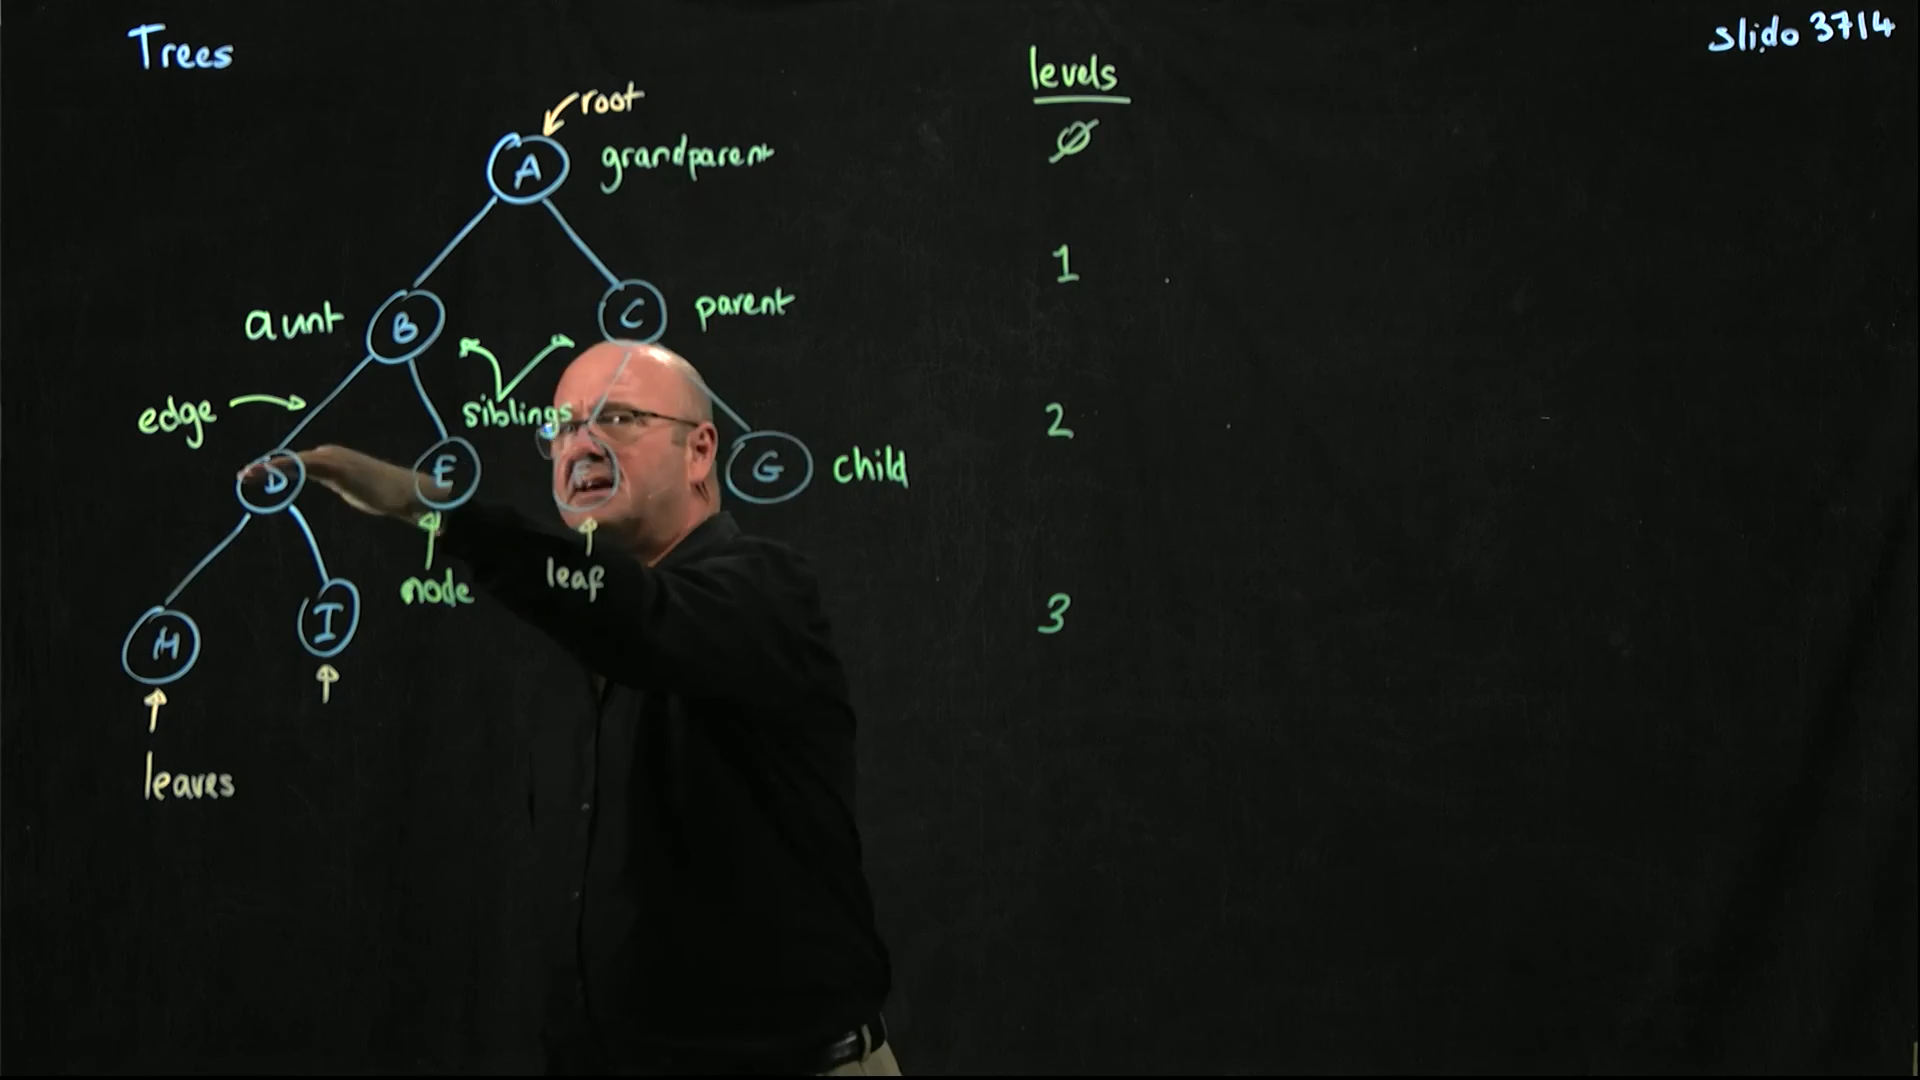 Trees
slido 3714
root
levels
A
grandparent
Ø
1
aunt
B
C
parent
edge
siblings
2
D
E
F
G
child
node
leaf
H
I
3
leaves